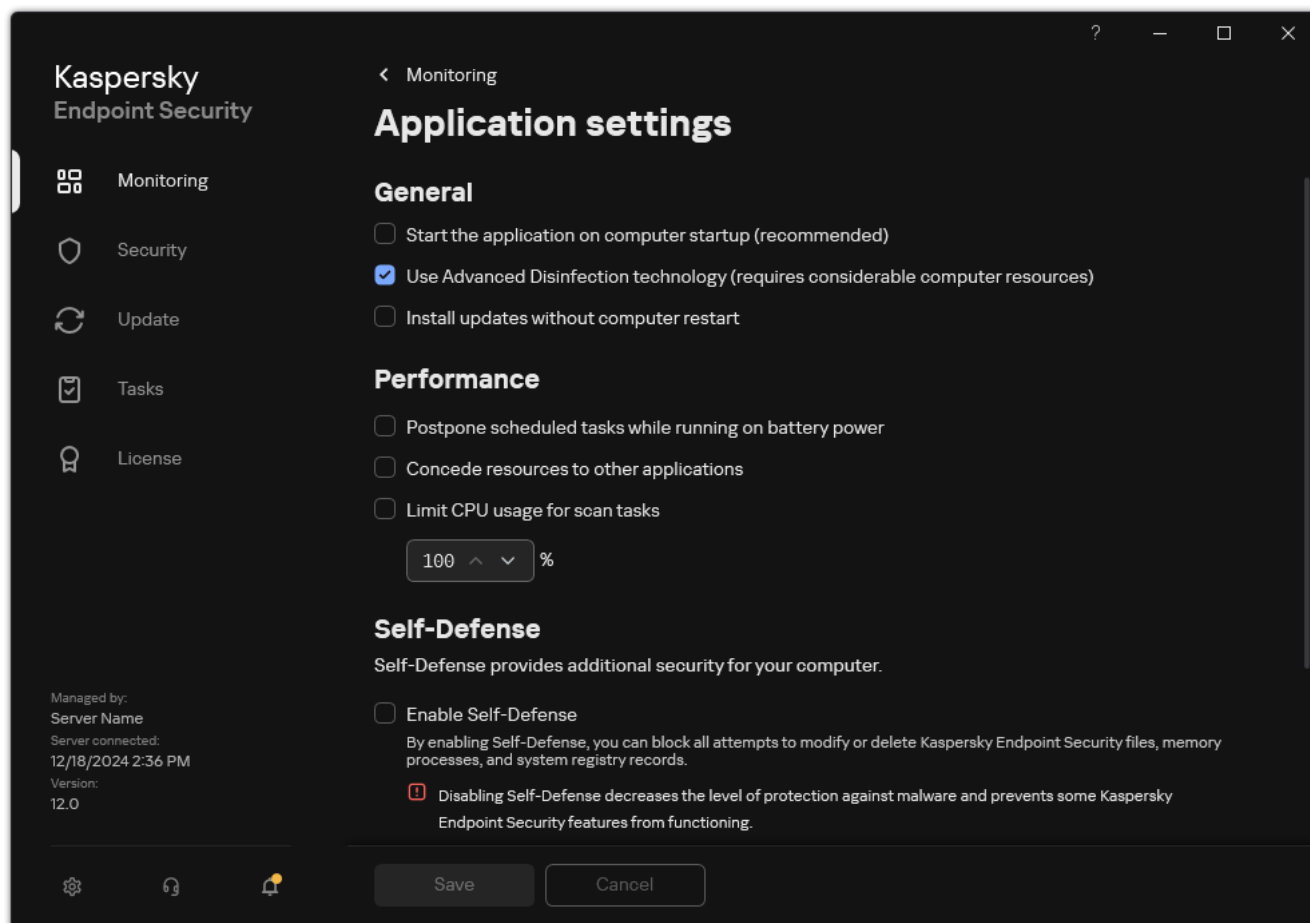 ?
Kaspersky
Endpoint Security
Monitoring
Security
Update
Tasks
License
Managed by:
Server Name
Server connected:
12/18/2024 2:36 PM
Version:
12.0
Monitoring
Application settings
General
Start the application on computer startup (recommended)
Use Advanced Disinfection technology (requires considerable computer resources)
Install updates without computer restart
Performance
Postpone scheduled tasks while running on battery power
Concede resources to other applications
Limit CPU usage for scan tasks
100 %
Self-Defense
Self-Defense provides additional security for your computer.
Enable Self-Defense
By enabling Self-Defense, you can block all attempts to modify or delete Kaspersky Endpoint Security files, memory
processes, and system registry records.
Disabling Self-Defense decreases the level of protection against malware and prevents some Kaspersky
Endpoint Security features from functioning.
Save Cancel